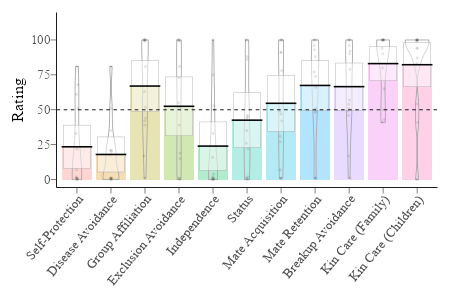 Rating
100
75
50
25
0
Self-Protection
Disease Avoidance
Group Affiliation
Exclusion Avoidance
Independence
Status
Mate Acquisition
Mate Retention
Breakup Avoidance
Kin Care (Family)
Kin Care (Children)